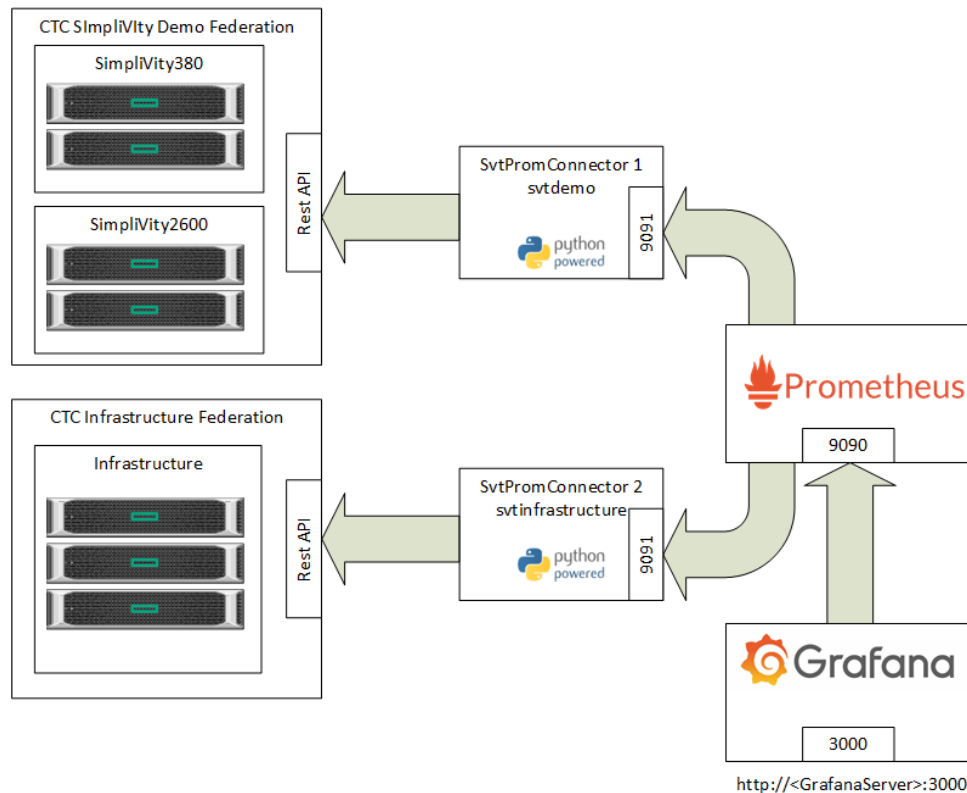 CTC SImpliVIty Demo Federation
SimpliVity380
SimpliVity2600
Rest API
SvtPromConnector 1
svtdemo
python
powered
9091
Prometheus
9090
CTC Infrastructure Federation
Infrastructure
Rest API
SvtPromConnector 2
svtinfrastructure
python
powered
9091
Grafana
3000
http://<GrafanaServer>:3000